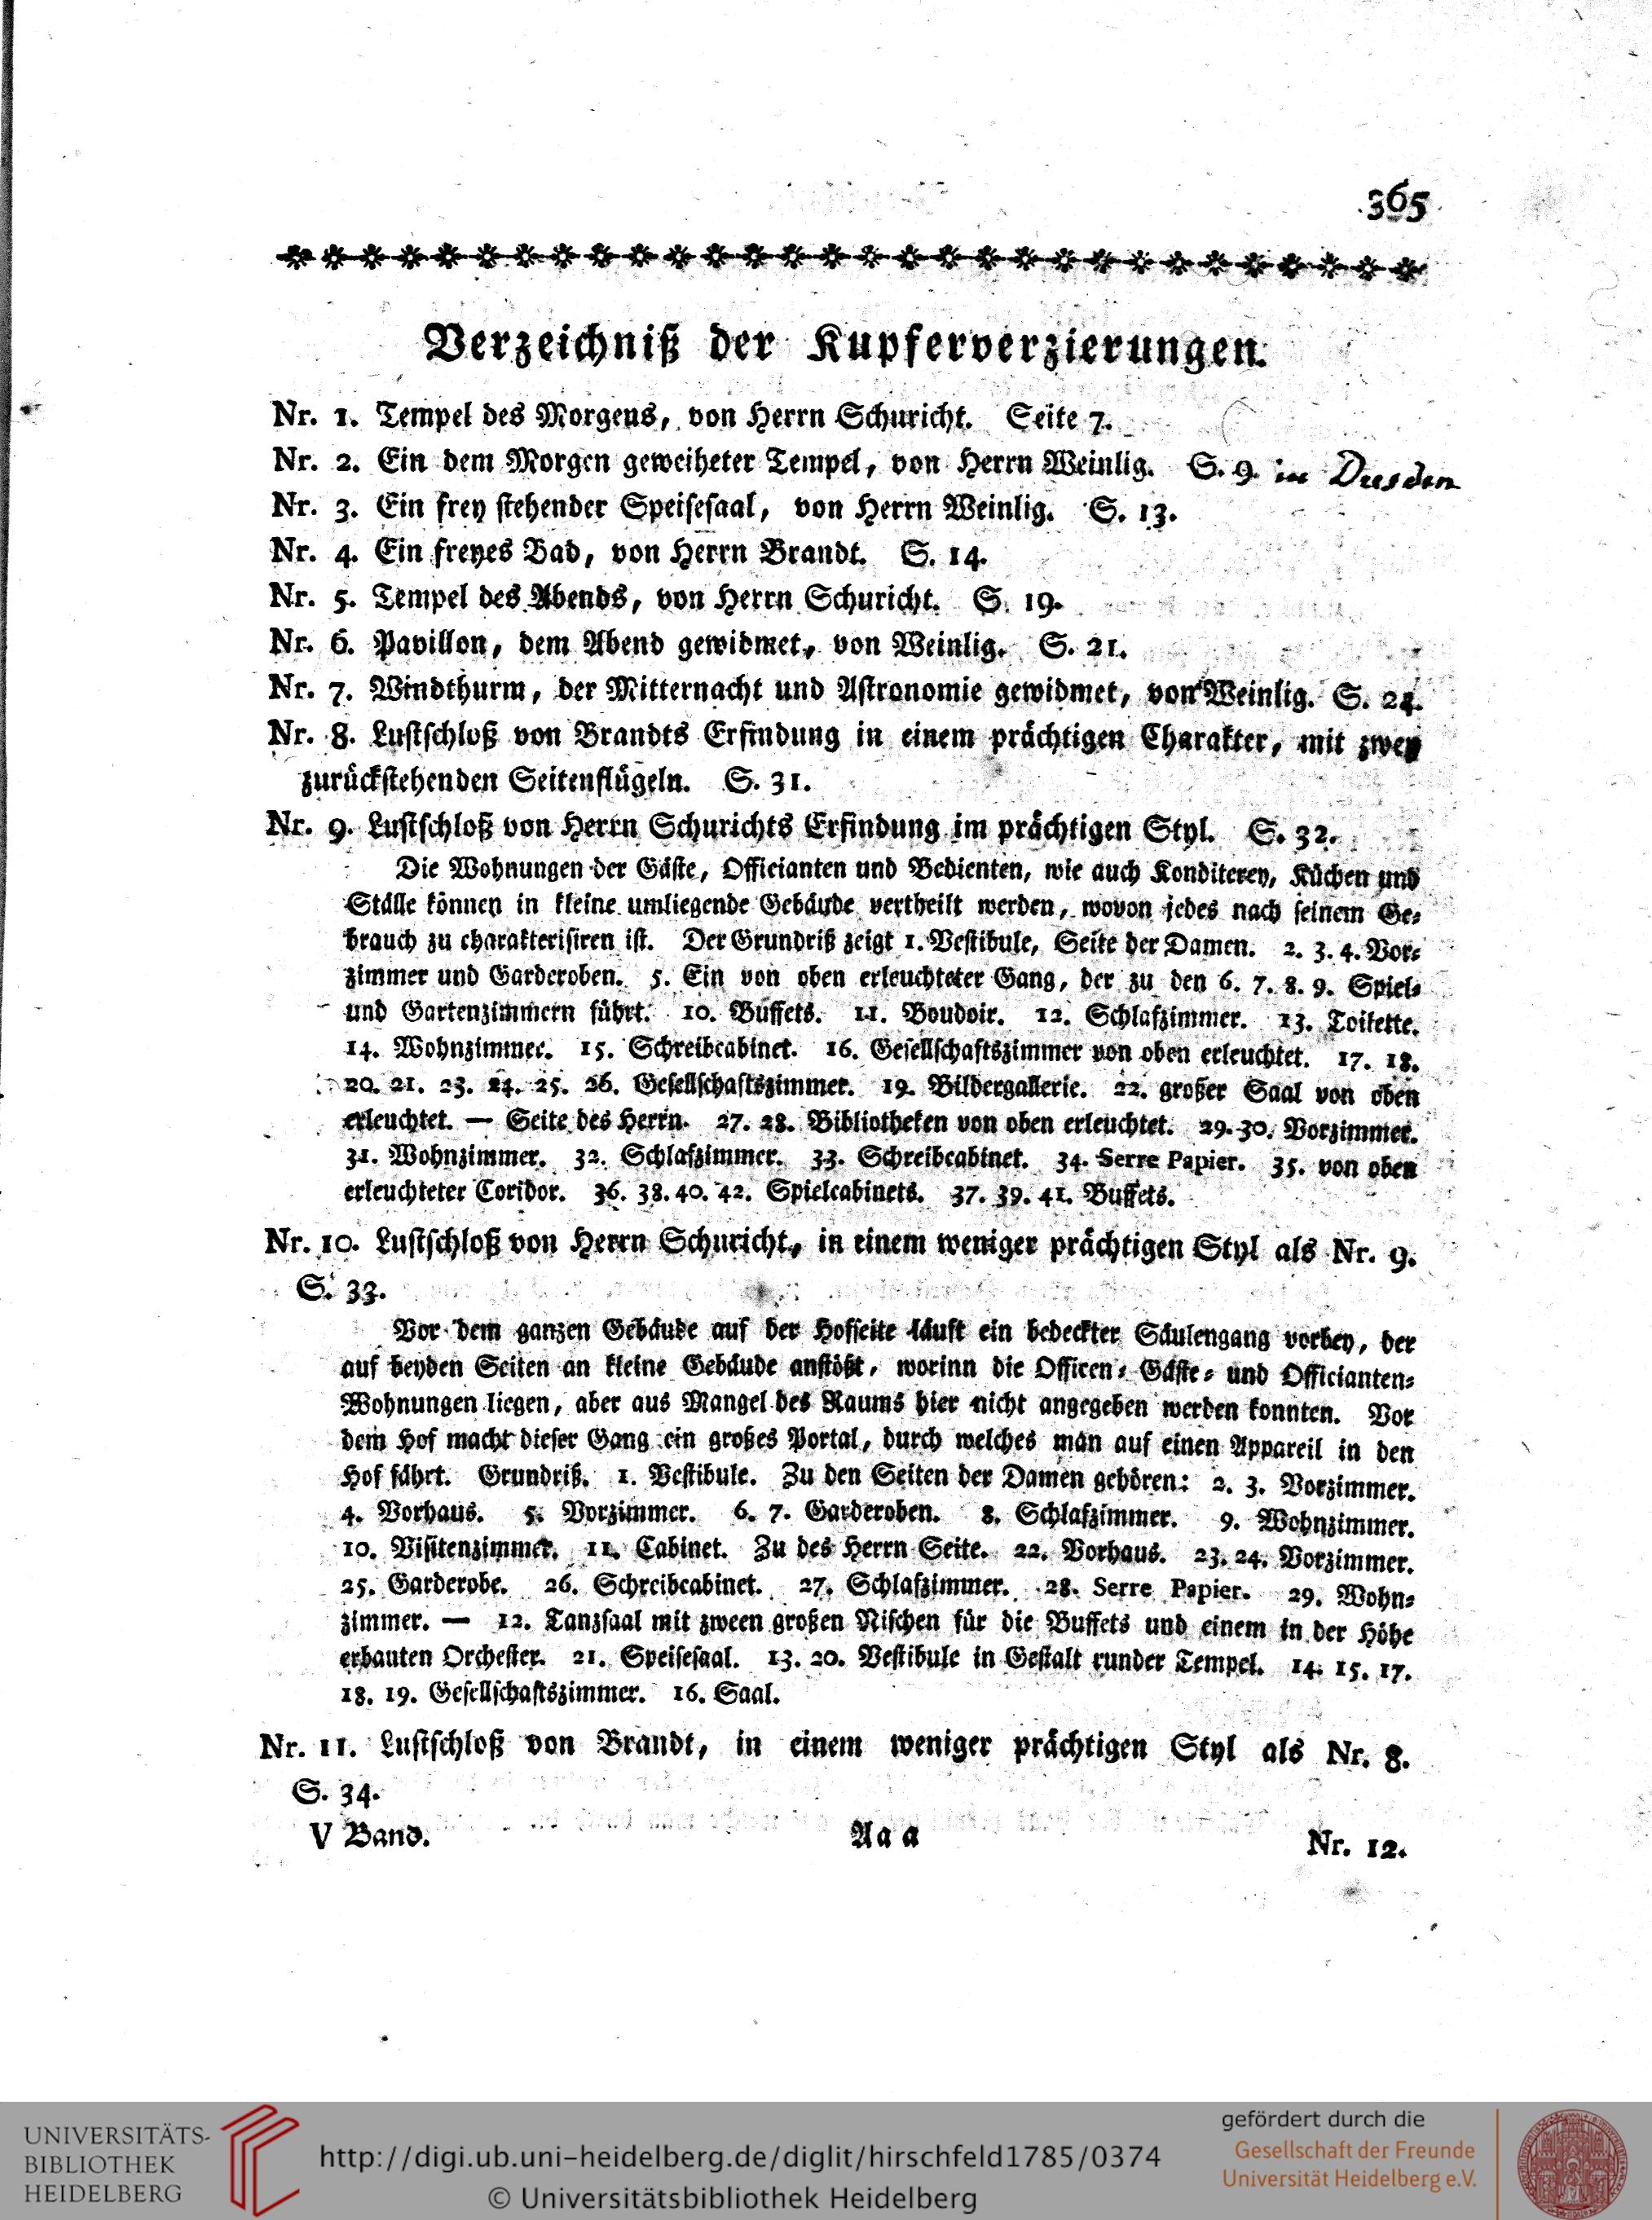 365
Verzeichniß der Kupferverzierungen.
Nr. 1. Tempel des Morgens, von Herrn Schuricht. Seite 7.
Nr. 2. Ein dem Morgen geweiheter Tempel, von Herrn Weinlig. S. 9. in Dresden
Nr. 3. Ein frey stehender Speisesaal, von Herrn Weinlig. S. 13.
Nr. 4. Ein freyes Bad, von Herrn Brandt. S. 14.
Nr. 5. Tempel des Abends, von Herrn Schuricht. S. 19.
Nr. 6. Pavillon, dem Abend gewidmet, von Weinlig. S. 21.
Nr. 7. Windthurm, der Mitternacht und Astronomie gewidmet, von Weinlig. S. 24.
Nr. 8. Lustschloß von Brandts Erfindung in einem prächtigen Charakter, mit zwey
zurückstehenden Seitenflügeln. S. 31.
Nr. 9. Lustschloß von Herrn Schurichts Erfindung im prächtigen Styl. S. 32.
Die Wohnungen der Gäste, Officianten und Bedienten, wie auch Konditerey, Küchen und
Ställe können in kleine umliegende Gebäude vertheilt werden, wovon jedes nach seinem Ge-
brauch zu charakterisiren ist. Der Grundriß zeigt 1. Vestibule, Seite der Damen. 2. 3. 4. Vor-
zimmer und Garderoben. 5. Ein von oben erleuchteter Gang, der zu den 6. 7. 8. 9. Spiel-
und Gartenzimmern führt. 10. Buffets. 11. Boudoir. 12. Schlafzimmer. 13. Toilette.
14. Wohnzimmer. 15. Schreibcabinet. 16. Gesellschaftszimmer von oben erleuchtet. 17. 18.
20. 21. 23. 24. 25. 26. Gesellschaftszimmer. 19. Bildergallerie. 22. großer Saal von oben
erleuchtet. — Seite des Herrn. 27. 28. Bibliotheken von oben erleuchtet. 29. 30. Vorzimmer.
31. Wohnzimmer. 32. Schlafzimmer. 33. Schreibcabinet. 34. Serre Papier. 35. von oben
erleuchteter Coridor. 36. 38. 40. 42. Spielcabinets. 37. 39. 41. Buffets.
Nr. 10. Lustschloß von Herrn Schuricht, in einem weniger prächtigen Styl als Nr. 9.
S. 33.
Vor dem ganzen Gebäude auf der Hofseite läuft ein bedeckter Säulengang vorbey, der
auf beyden Seiten an kleine Gebäude anstößt, worinn die Officen- Gäste- und Officianten-
Wohnungen liegen, aber aus Mangel des Raums hier nicht angegeben werden konnten. Vor
dem Hof macht dieser Gang ein großes Portal, durch welches man auf einen Appareil in den
Hof fährt. Grundriß. 1. Vestibule. Zu den Seiten der Damen gehören: 2. 3. Vorzimmer.
4. Vorhaus. 5. Vorzimmer. 6. 7. Garderoben. 8. Schlafzimmer. 9. Wohnzimmer.
10. Visitenzimmer. 11. Cabinet. Zu des Herrn Seite. 22. Vorhaus. 23. 24. Vorzimmer.
25. Garderobe. 26. Schreibcabinet. 27. Schlafzimmer. 28. Serre Papier. 29. Wohn-
zimmer. — 12. Tanzsaal mit zween großen Nischen für die Buffets und einem in der Höhe
erbauten Orchester. 21. Speisesaal. 13. 20. Vestibule in Gestalt runder Tempel. 14. 15. 17.
18. 19. Gesellschaftszimmer. 16. Saal.
Nr. 11. Lustschloß von Brandt, in einem weniger prächtigen Styl als Nr. 8.
S. 34.
V Band. Aaa Nr. 12.
UNIVERSITÄTS-
BIBLIOTHEK
HEIDELBERG
http://digi.ub.uni-heidelberg.de/diglit/hirschfeld1785/0374
© Universitätsbibliothek Heidelberg
gefördert durch die
Gesellschaft der Freunde
Universität Heidelberg e.V.